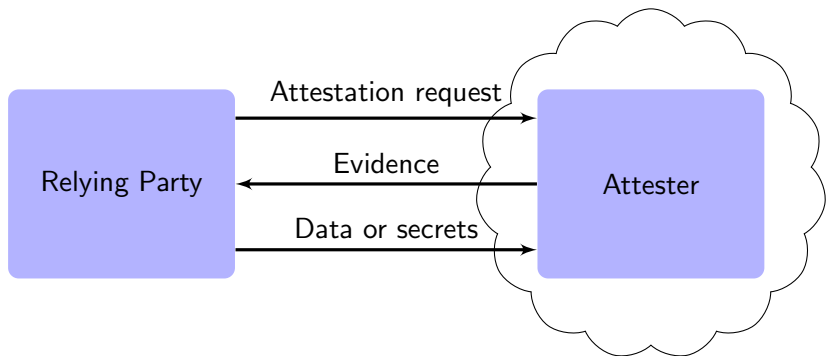 Attestation request
Relying Party
Evidence
Attester
Data or secrets